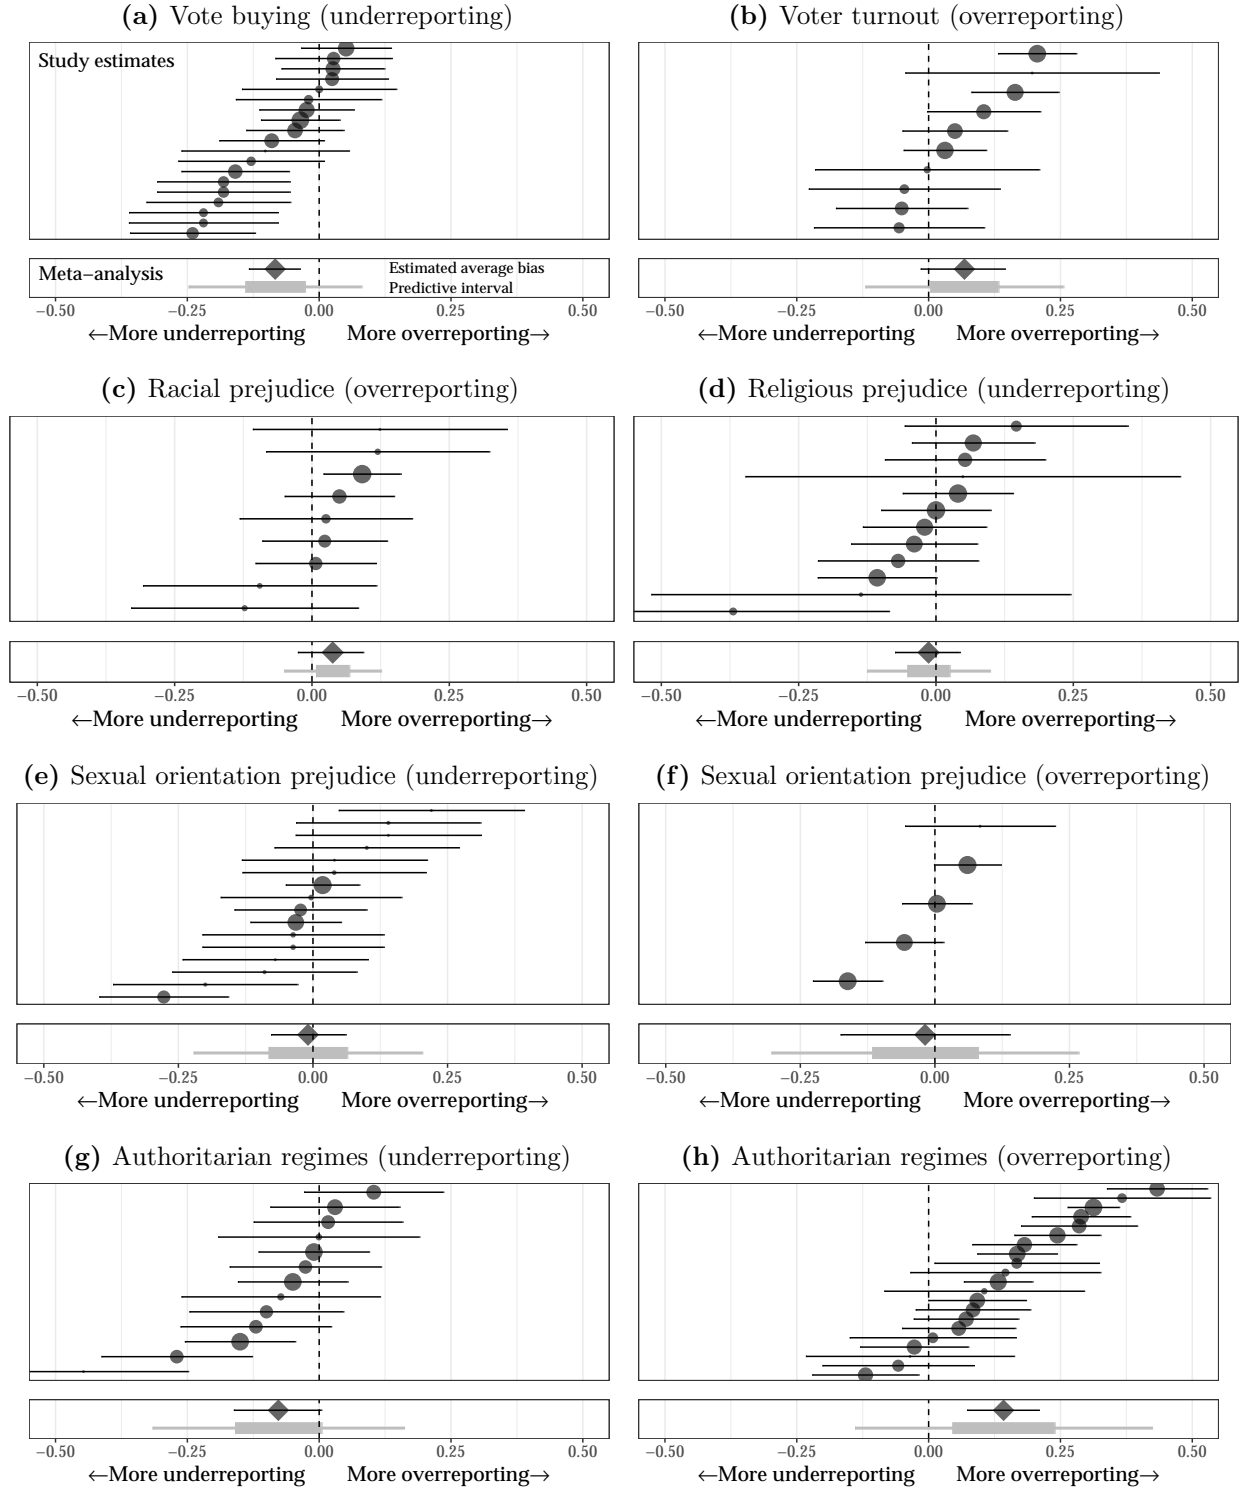 (a) Vote buying (underreporting)
Study estimates
Meta−analysis
Estimated average bias
Predictive interval
−0.50 −0.25 0.00 0.25 0.50
←More underreporting More overreporting→
(b) Voter turnout (overreporting)
−0.50 −0.25 0.00 0.25 0.50
←More underreporting More overreporting→
(c) Racial prejudice (overreporting)
−0.50 −0.25 0.00 0.25 0.50
←More underreporting More overreporting→
(d) Religious prejudice (underreporting)
−0.50 −0.25 0.00 0.25 0.50
←More underreporting More overreporting→
(e) Sexual orientation prejudice (underreporting)
−0.50 −0.25 0.00 0.25 0.50
←More underreporting More overreporting→
(f) Sexual orientation prejudice (overreporting)
−0.50 −0.25 0.00 0.25 0.50
←More underreporting More overreporting→
(g) Authoritarian regimes (underreporting)
−0.50 −0.25 0.00 0.25 0.50
←More underreporting More overreporting→
(h) Authoritarian regimes (overreporting)
−0.50 −0.25 0.00 0.25 0.50
←More underreporting More overreporting→